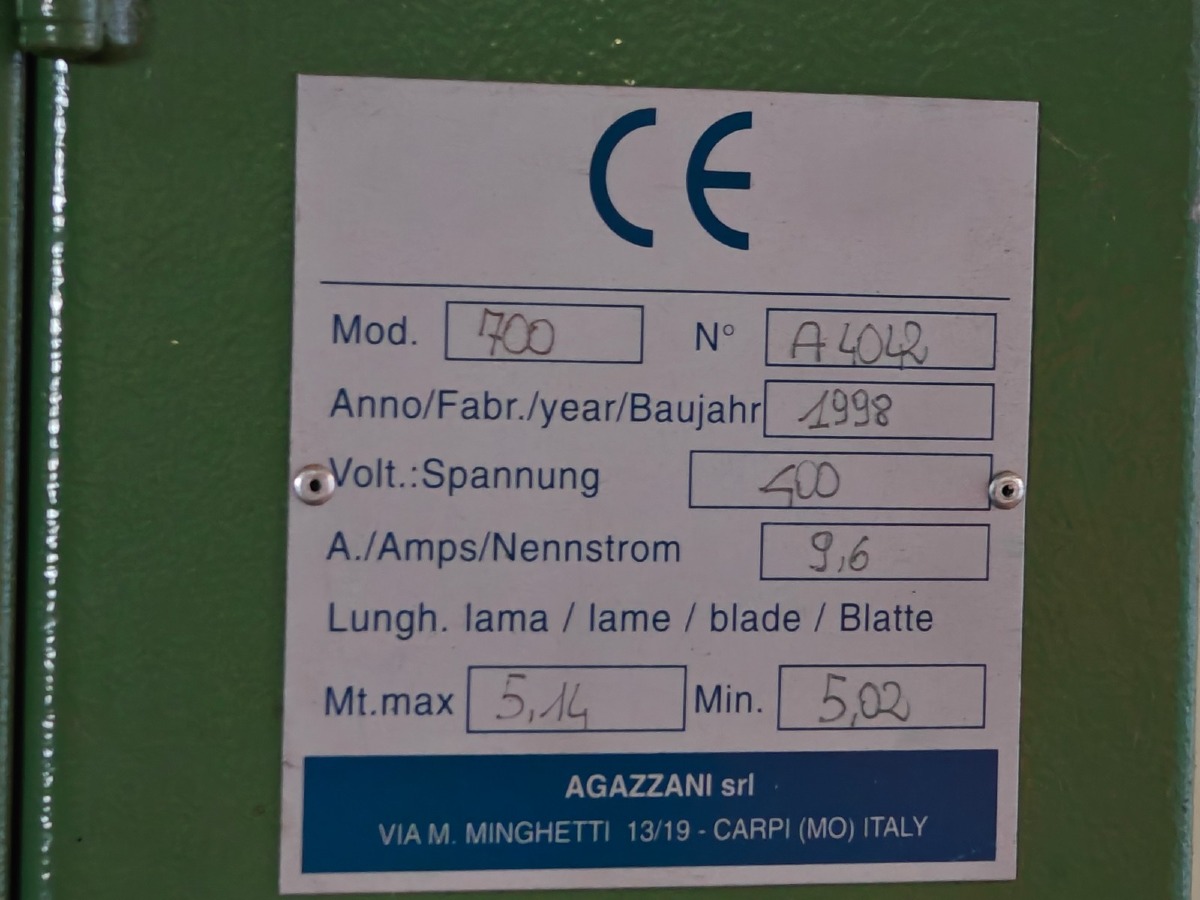 CE
Mod. 700 N° A4042
Anno/Fabr./year/Baujahr 1998
Volt.:Spannung 400
A./Amps/Nennstrom 9,6
Lungh. lama / lame / blade / Blatte
Mt.max 5,14 Min. 5,02
AGAZZANI srl
VIA M. MINGHETTI 13/19 - CARPI (MO) ITALY